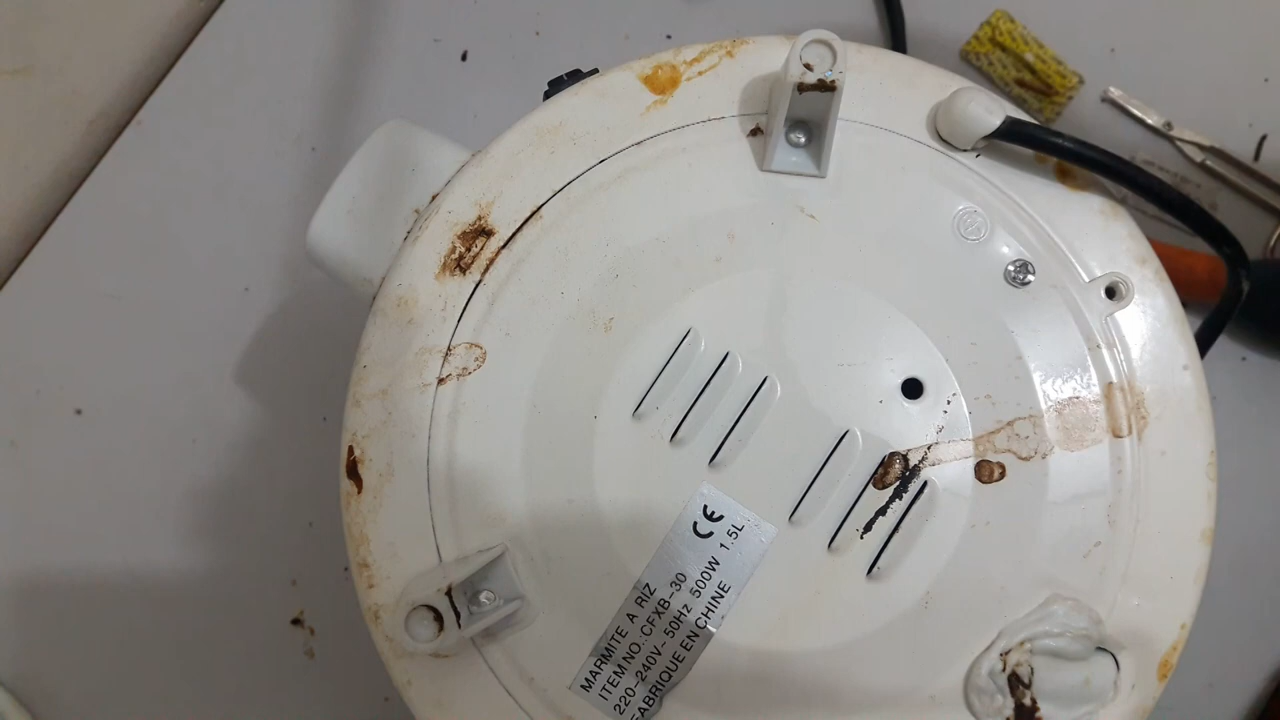 CE
MARMITE A RIZ
ITEM NO.:CFXB-30
220-240V~50Hz 500W 1.5L
FABRIQUE EN CHINE